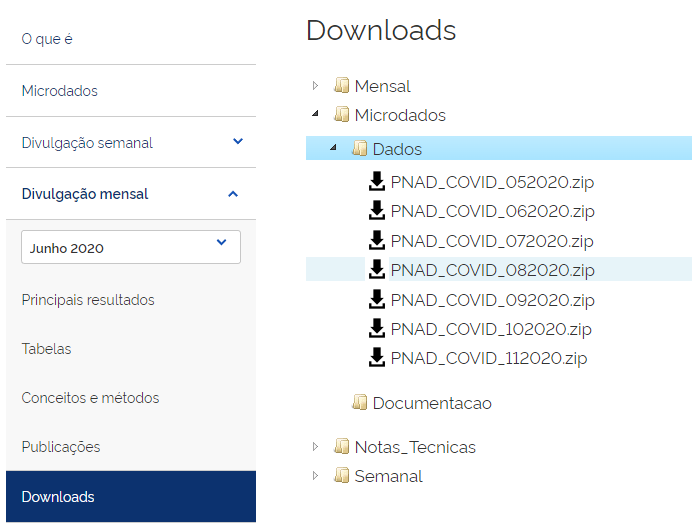 O que é
Microdados
Divulgação semanal
Divulgação mensal
Junho 2020
Principais resultados
Tabelas
Conceitos e métodos
Publicações
Downloads
Downloads
Mensal
Microdados
Dados
PNAD_COVID_052020.zip
PNAD_COVID_062020.zip
PNAD_COVID_072020.zip
PNAD_COVID_082020.zip
PNAD_COVID_092020.zip
PNAD_COVID_102020.zip
PNAD_COVID_112020.zip
Documentacao
Notas_Tecnicas
Semanal